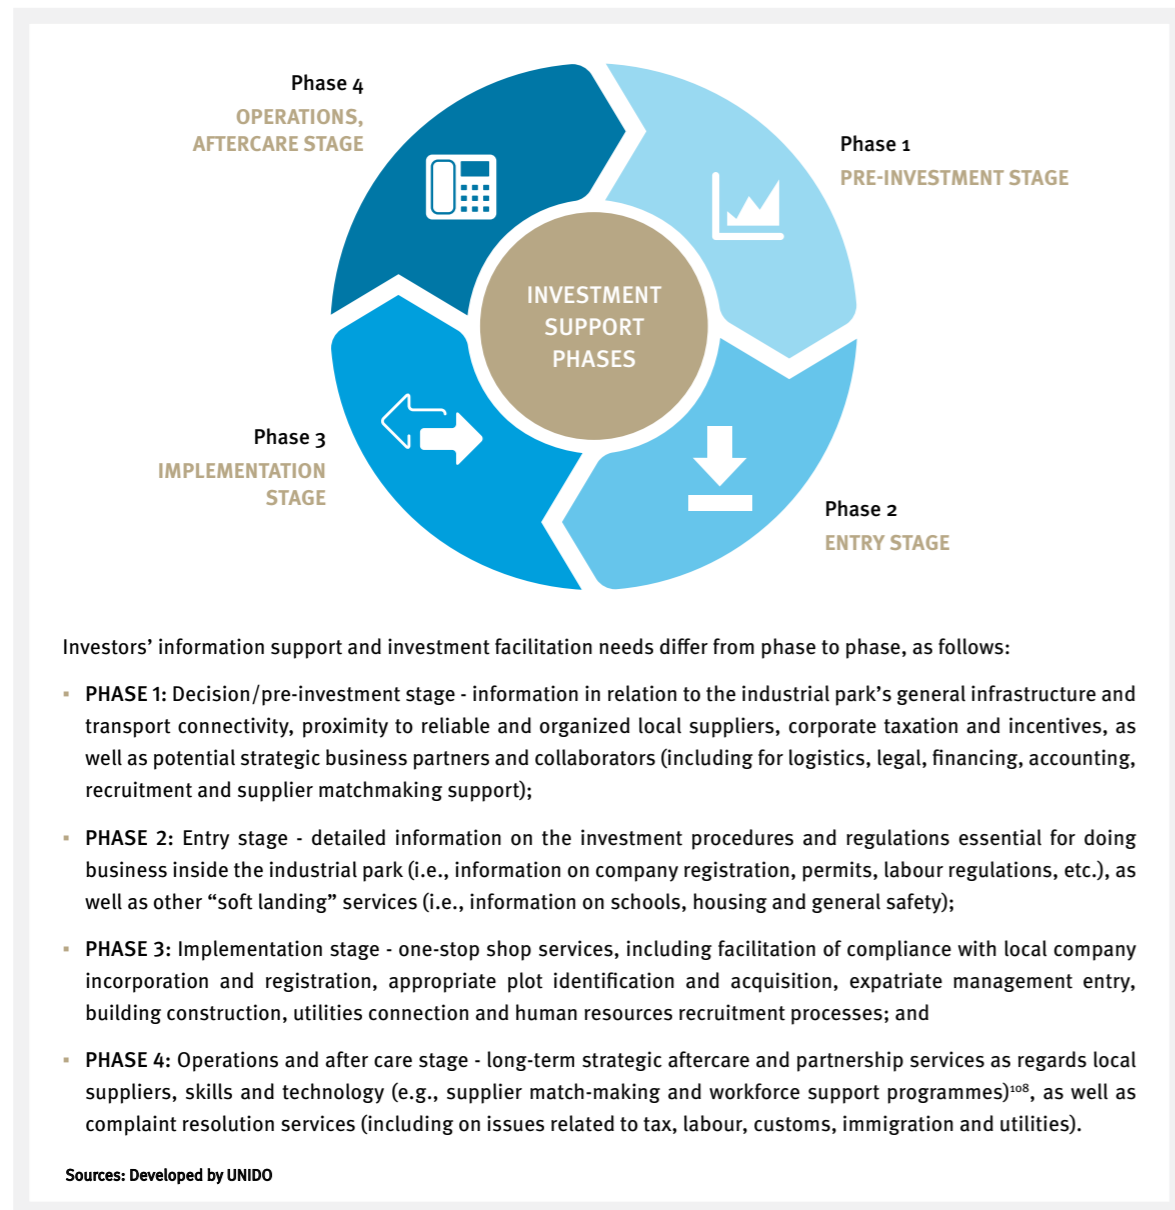 Phase 4
OPERATIONS,
AFTERCARE STAGE
Phase 1
PRE-INVESTMENT STAGE
INVESTMENT
SUPPORT
PHASES
Phase 3
IMPLEMENTATION
STAGE
Phase 2
ENTRY STAGE
Investors’ information support and investment facilitation needs differ from phase to phase, as follows:
▪ PHASE 1: Decision/pre-investment stage - information in relation to the industrial park’s general infrastructure and
transport connectivity, proximity to reliable and organized local suppliers, corporate taxation and incentives, as
well as potential strategic business partners and collaborators (including for logistics, legal, financing, accounting,
recruitment and supplier matchmaking support);
▪ PHASE 2: Entry stage - detailed information on the investment procedures and regulations essential for doing
business inside the industrial park (i.e., information on company registration, permits, labour regulations, etc.), as
well as other “soft landing” services (i.e., information on schools, housing and general safety);
▪ PHASE 3: Implementation stage - one-stop shop services, including facilitation of compliance with local company
incorporation and registration, appropriate plot identification and acquisition, expatriate management entry,
building construction, utilities connection and human resources recruitment processes; and
▪ PHASE 4: Operations and after care stage - long-term strategic aftercare and partnership services as regards local
suppliers, skills and technology (e.g., supplier match-making and workforce support programmes)¹⁰⁸, as well as
complaint resolution services (including on issues related to tax, labour, customs, immigration and utilities).
Sources: Developed by UNIDO